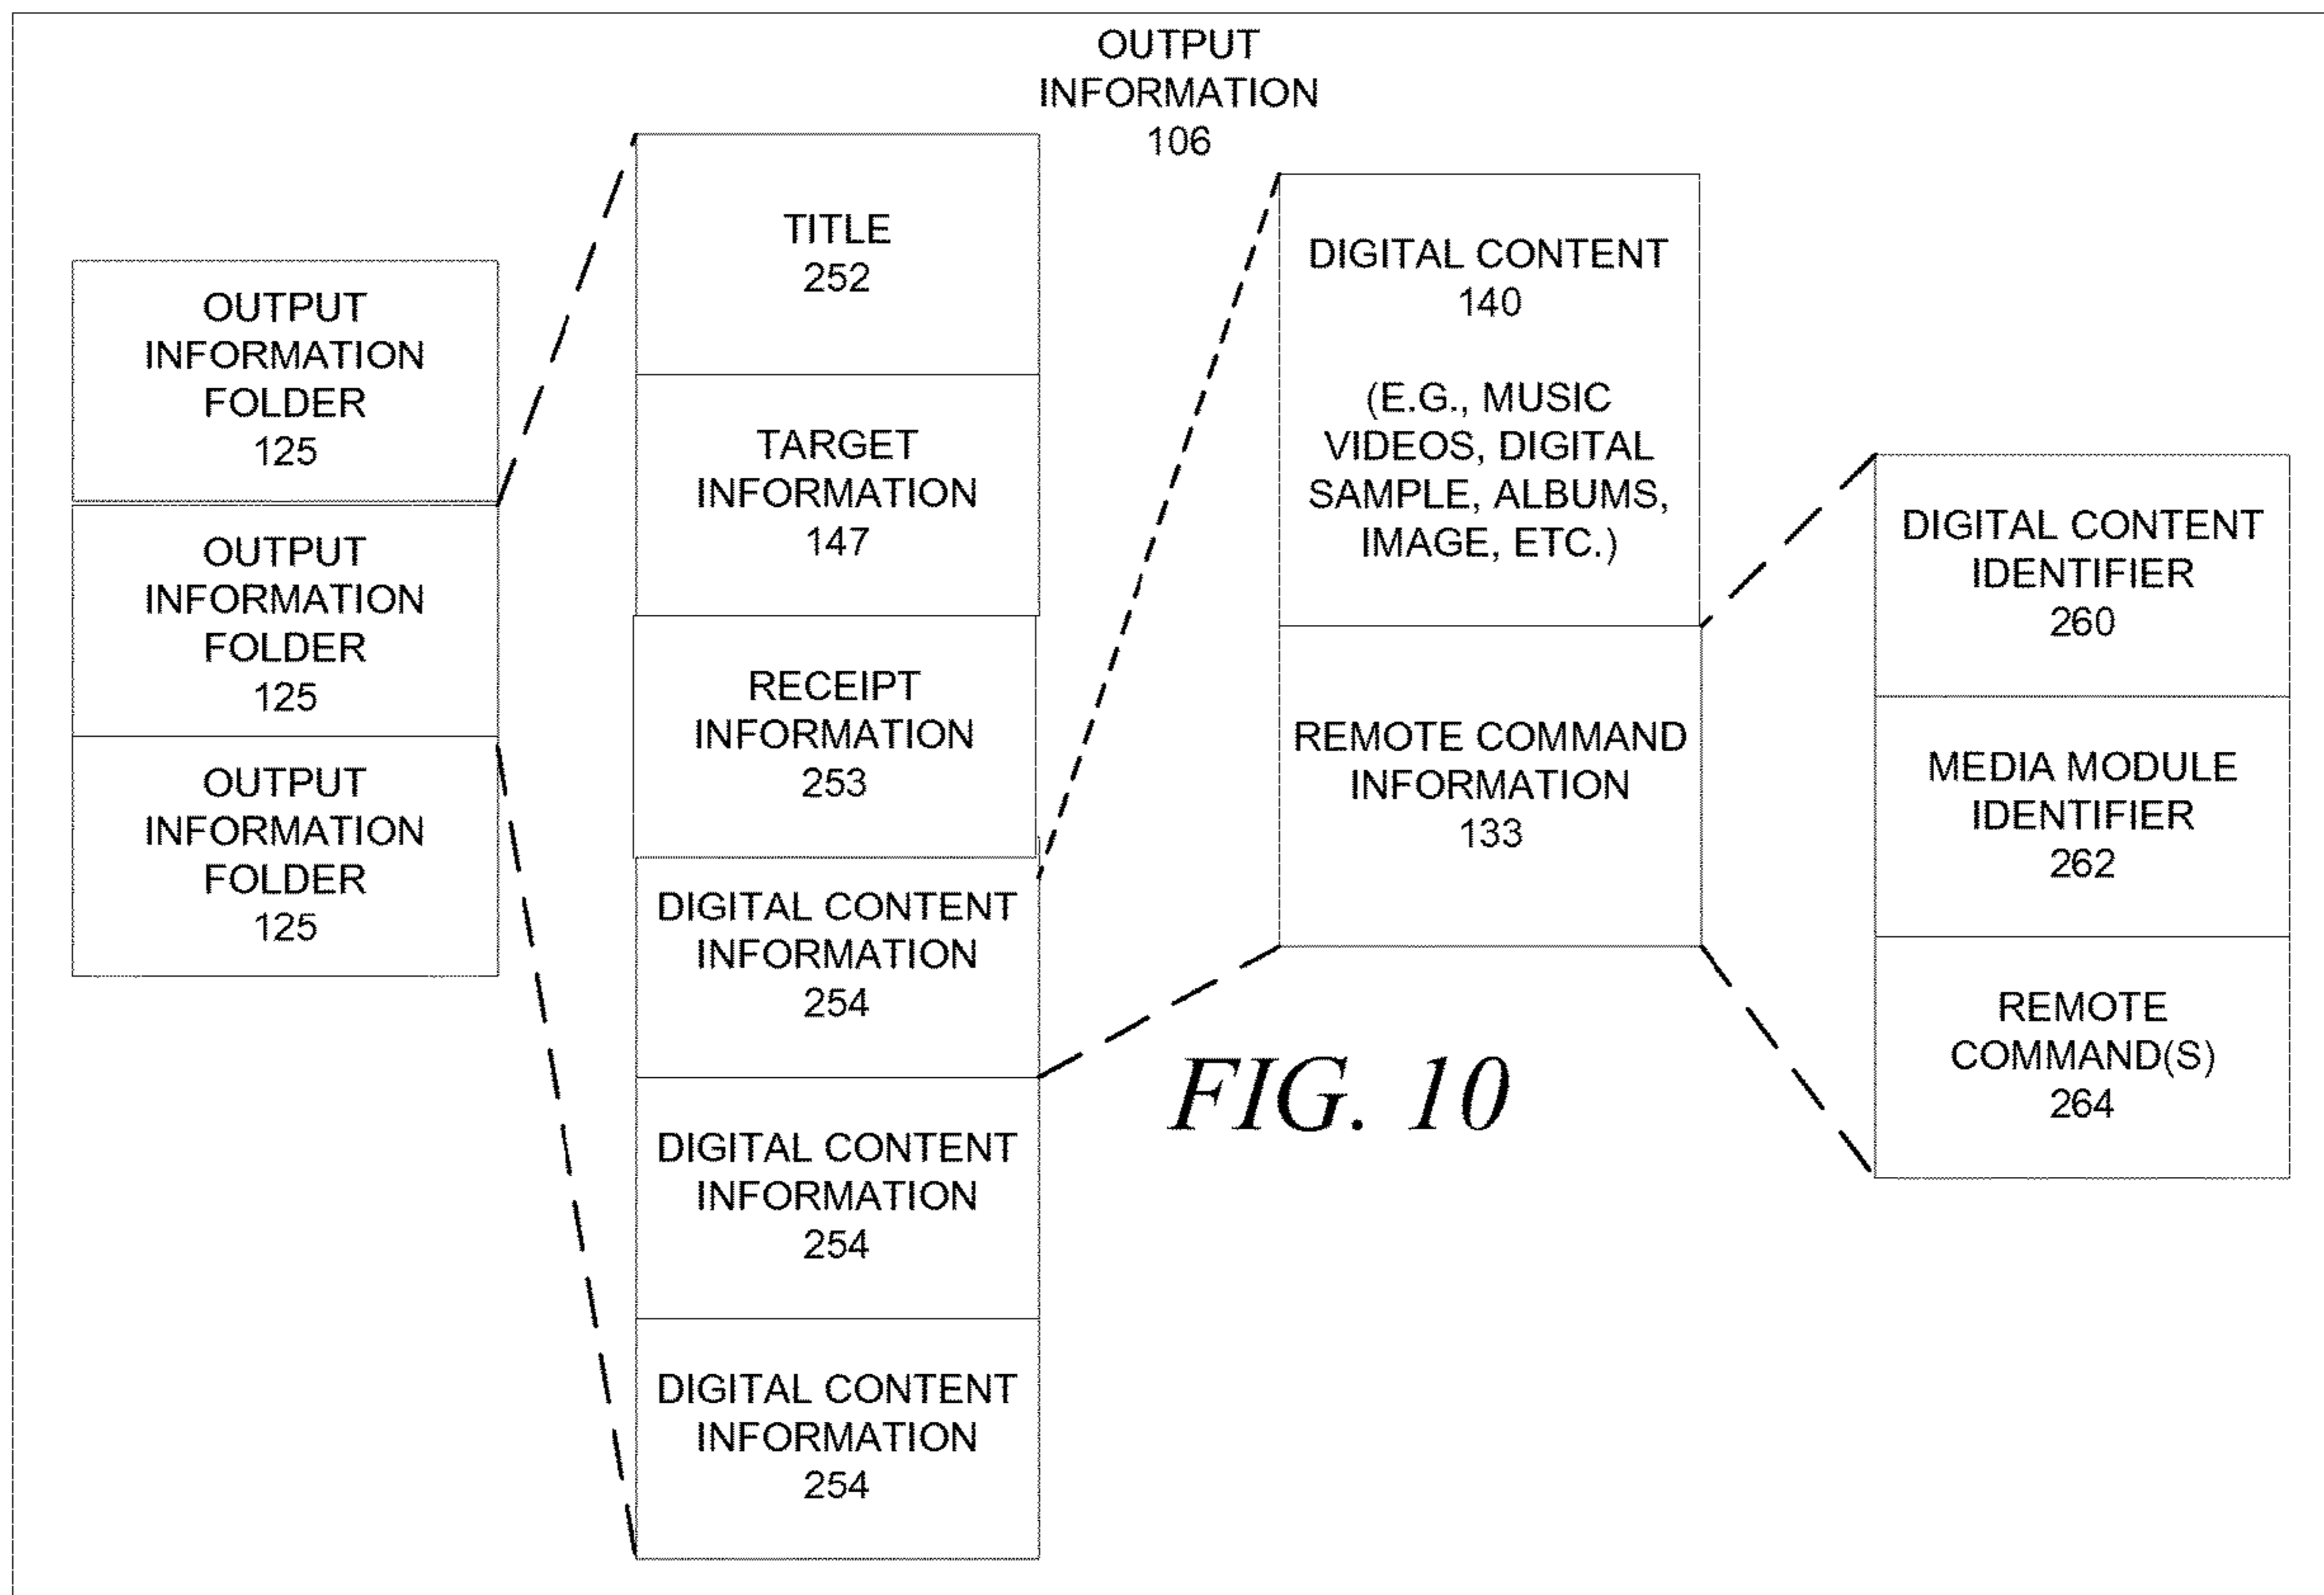 OUTPUT
INFORMATION
106
OUTPUT
INFORMATION
FOLDER
125
OUTPUT
INFORMATION
FOLDER
125
OUTPUT
INFORMATION
FOLDER
125
TITLE
252
TARGET
INFORMATION
147
RECEIPT
INFORMATION
253
DIGITAL CONTENT
INFORMATION
254
DIGITAL CONTENT
INFORMATION
254
DIGITAL CONTENT
INFORMATION
254
DIGITAL CONTENT
140
(E.G., MUSIC
VIDEOS, DIGITAL
SAMPLE, ALBUMS,
IMAGE, ETC.)
REMOTE COMMAND
INFORMATION
133
DIGITAL CONTENT
IDENTIFIER
260
MEDIA MODULE
IDENTIFIER
262
REMOTE
COMMAND(S)
264
FIG. 10